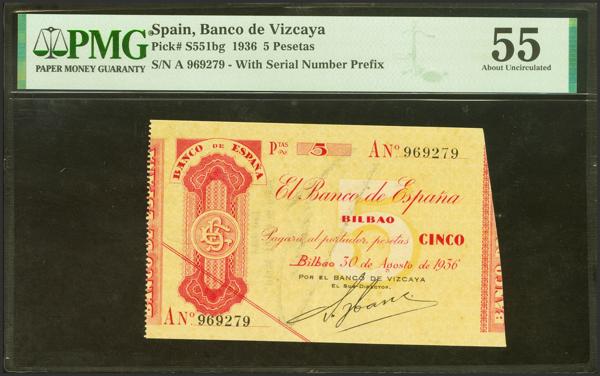 PMG
PAPER MONEY GUARANTY
Spain, Banco de Vizcaya
Pick# S551bg 1936 5 Pesetas
S/N A 969279 - With Serial Number Prefix
55
About Uncirculated
BANCO DE ESPAÑA
PTAS 5
A Nº 969279
El Banco de España
BILBAO
Pagará al portador pesetas CINCO
Bilbao 30 de Agosto de 1936
POR EL BANCO DE VIZCAYA
EL SUB-DIRECTOR.
A Nº 969279